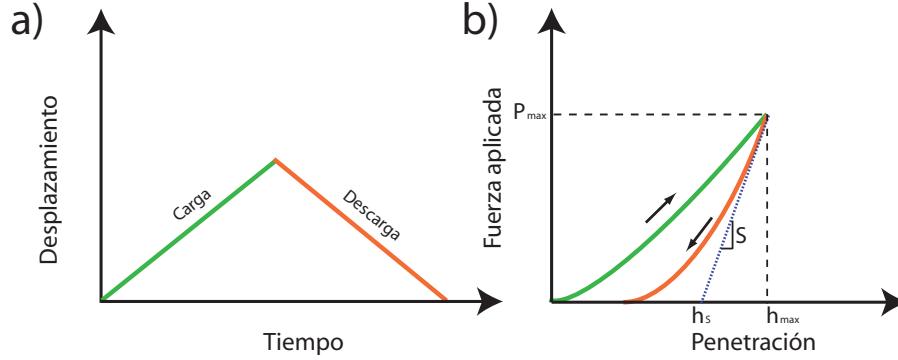 a)
Desplazamiento
Carga
Descarga
Tiempo
b)
Fuerza aplicada
Pmax
S
hs
hmax
Penetración